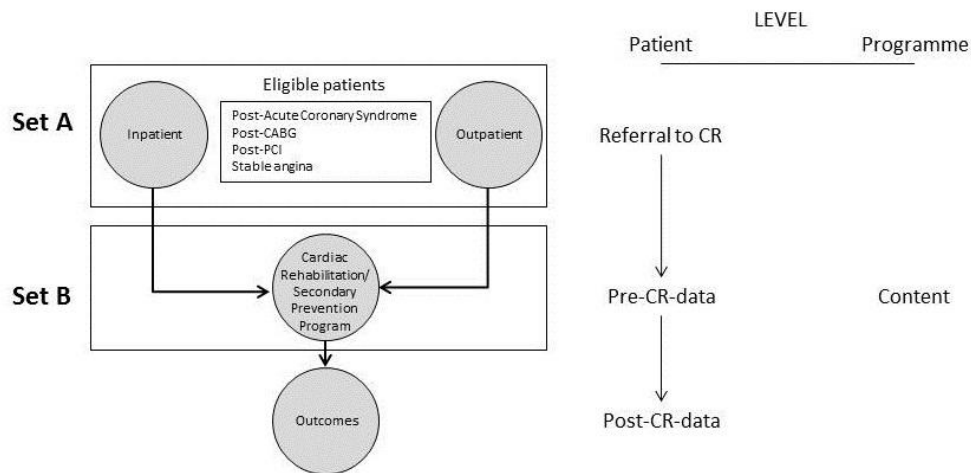 LEVEL
Patient
Programme
Set A
Eligible patients
Inpatient
Post-Acute Coronary Syndrome
Post-CABG
Post-PCI
Stable angina
Outpatient
Referral to CR
Set B
Cardiac
Rehabilitation/
Secondary
Prevention
Program
Pre-CR-data
Content
Outcomes
Post-CR-data